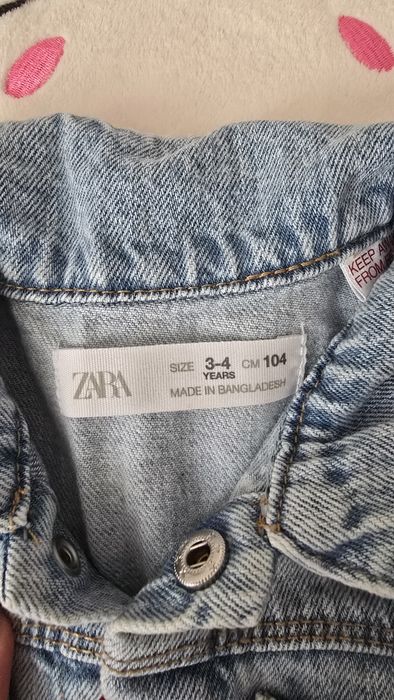 KEEP A
FROM
ZARA
SIZE 3-4 CM 104
YEARS
MADE IN BANGLADESH